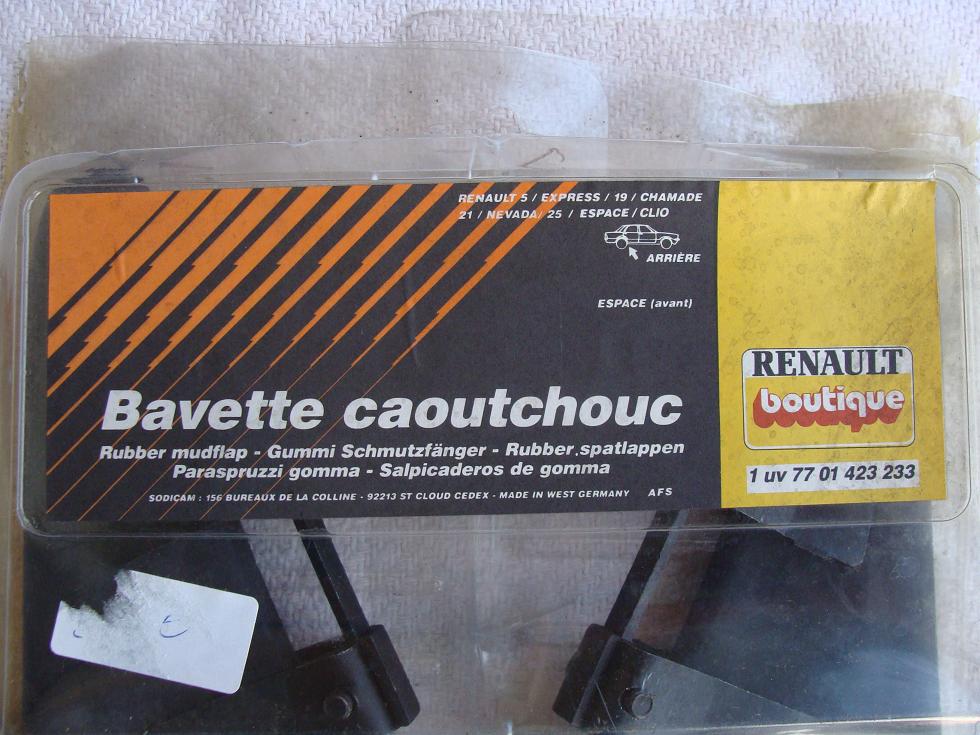 RENAULT 5 / EXPRESS / 19 / CHAMADE
21 / NEVADA / 25 / ESPACE / CLIO
ARRIÈRE
ESPACE (avant)
Bavette caoutchouc
Rubber mudflap - Gummi Schmutzfänger - Rubber.spatlappen
Paraspruzzi gomma - Salpicaderos de gomma
SODICAM : 156 BUREAUX DE LA COLLINE - 92213 ST CLOUD CEDEX - MADE IN WEST GERMANY AFS
RENAULT
boutique
1 uv 77 01 423 233